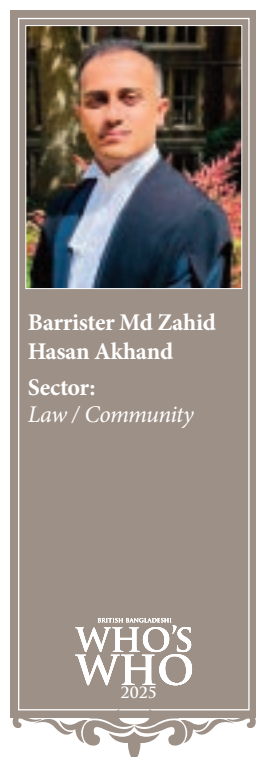 Barrister Md Zahid
Hasan Akhand
Sector:
Law / Community
BRITISH BANGLADESHI
WHO'S
WHO
2025